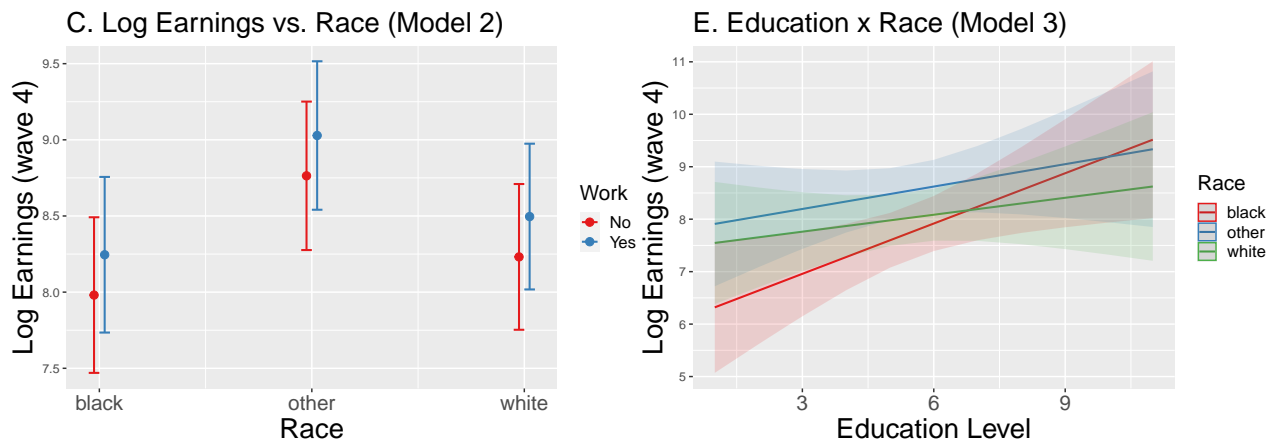 C. Log Earnings vs. Race (Model 2)
Log Earnings (wave 4)
9.5
9.0
8.5
8.0
7.5
black
other
white
Race
Work
No
Yes
E. Education x Race (Model 3)
Log Earnings (wave 4)
11
10
9
8
7
6
5
3
6
9
Education Level
Race
black
other
white